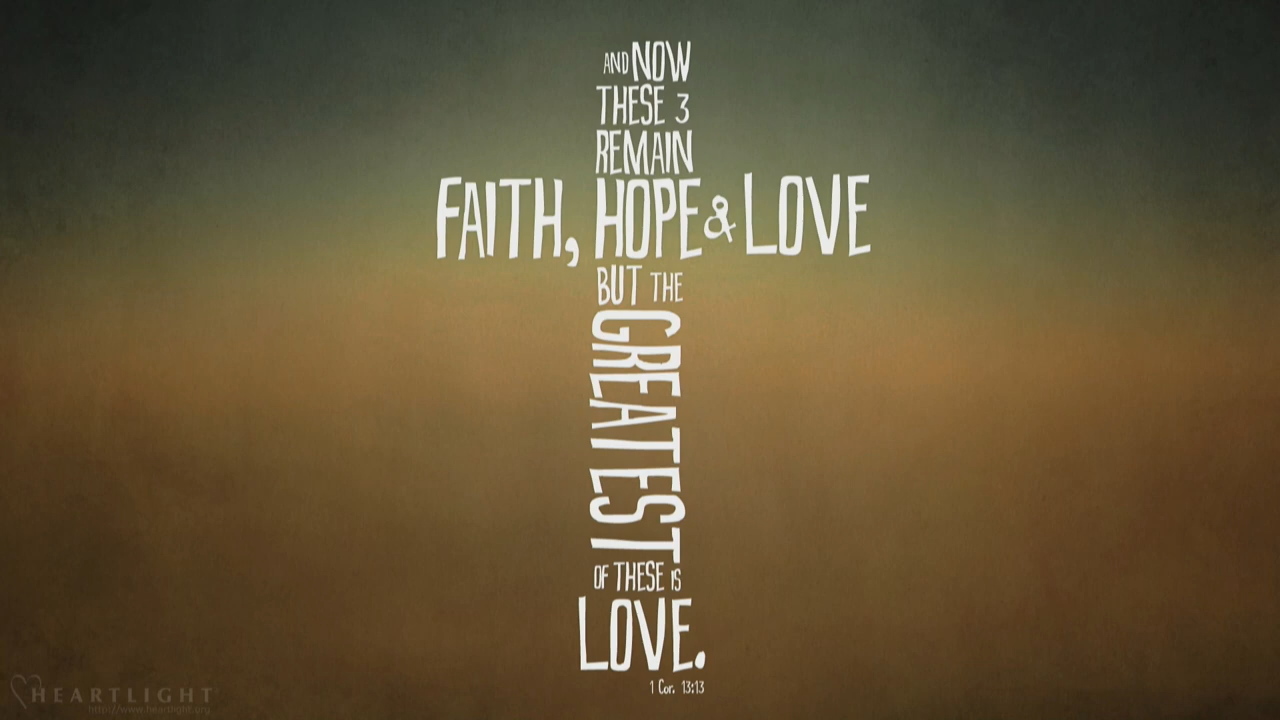 AND NOW
THESE 3
REMAIN
FAITH, HOPE & LOVE
BUT THE
GREATEST
OF THESE IS
LOVE.
1 Cor. 13:13
HEARTLIGHT
http://www.heartlight.org